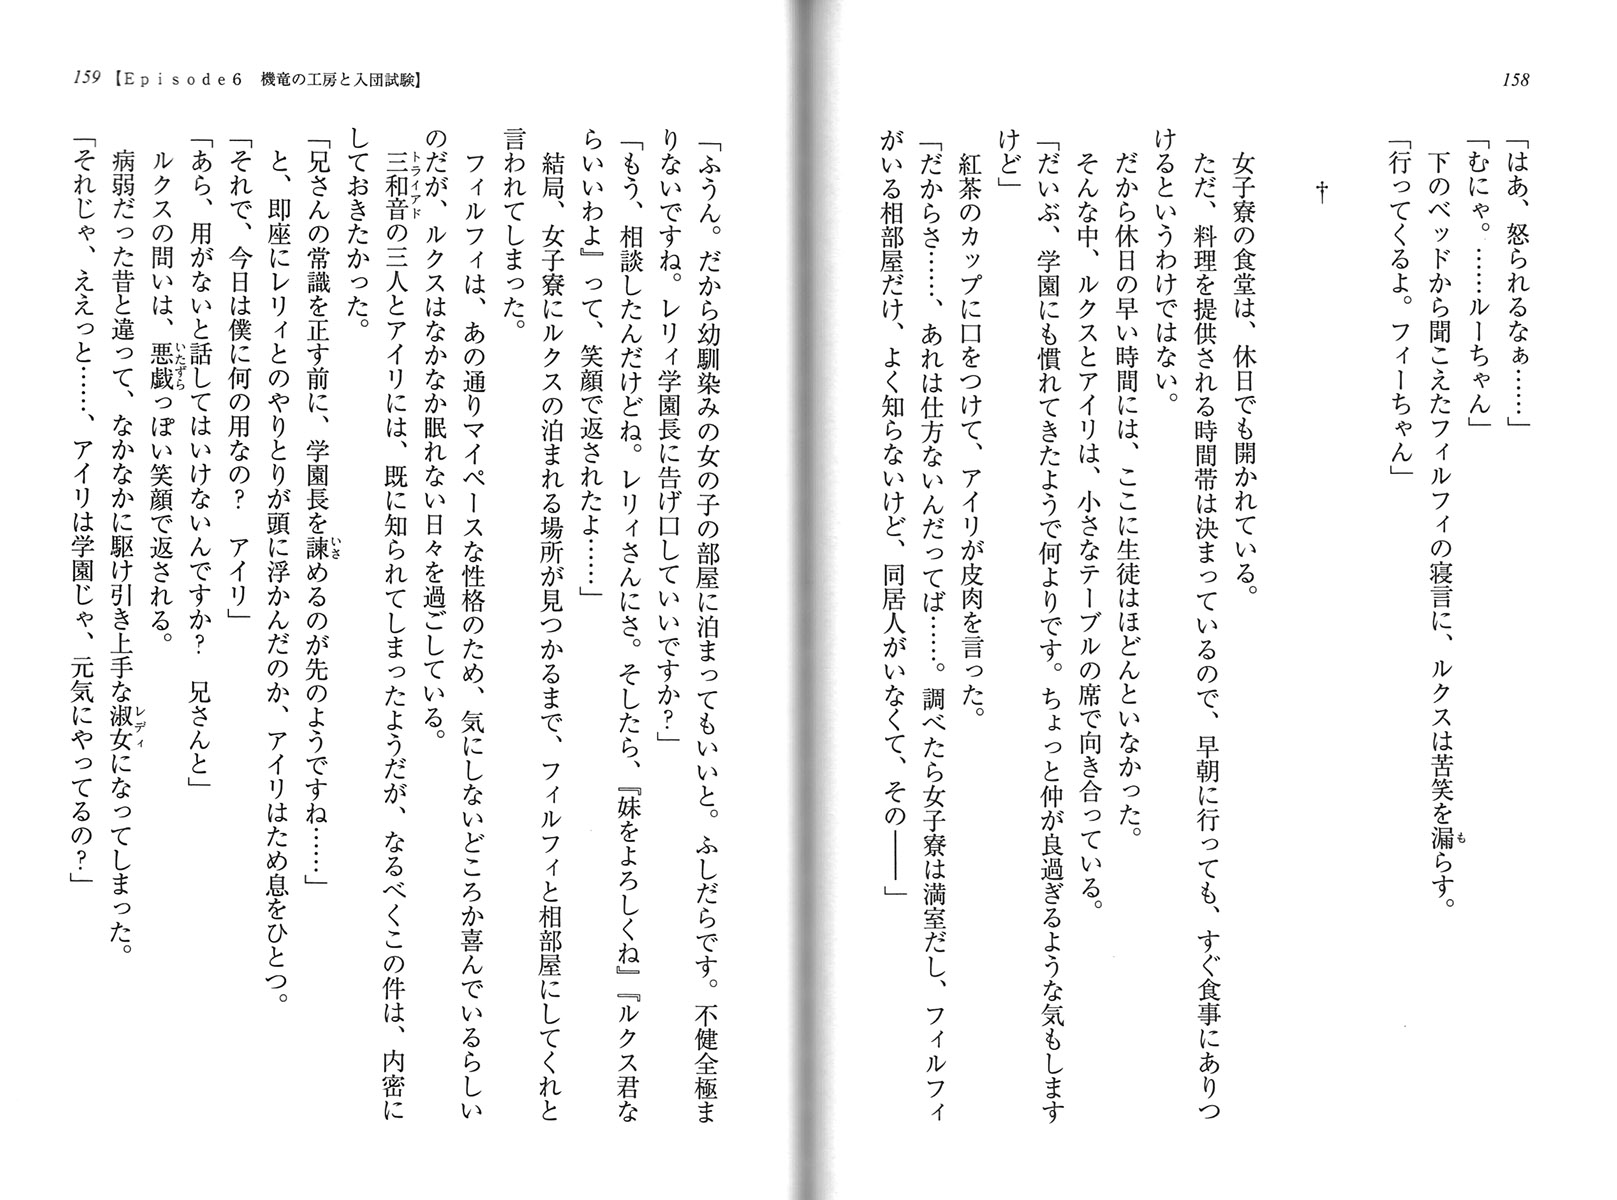 158
「はあ、怒られるなぁ……」
「むにゃ。……ルーちゃん」
下のベッドから聞こえたフィルフィの寝言に、ルクスは苦笑を漏らす。
「行ってくるよ。フィーちゃん」
†
女子寮の食堂は、休日でも開かれている。
ただ、料理を提供される時間帯は決まっているので、早朝に行っても、すぐ食事にありつ
けるというわけではない。
だから休日の早い時間には、ここに生徒はほどんといなかった。
そんな中、ルクスとアイリは、小さなテーブルの席で向き合っている。
「だいぶ、学園にも慣れてきたようで何よりです。ちょっと仲が良過ぎるような気もします
けど」
紅茶のカップに口をつけて、アイリが皮肉を言った。
「だからさ……、あれは仕方ないんだってば……。調べたら女子寮は満室だし、フィルフィ
がいる相部屋だけ、よく知らないけど、同居人がいなくて、その――」
159 【Episode6 機竜の工房と入団試験】
「ふうん。だから幼馴染みの女の子の部屋に泊まってもいいと。ふしだらです。不健全極ま
りないですね。レリィ学園長に告げ口していいですか？」
「もう、相談したんだけどね。レリィさんにさ。そしたら、『妹をよろしくね』『ルクス君な
らいいわよ』って、笑顔で返されたよ……」
結局、女子寮にルクスの泊まれる場所が見つかるまで、フィルフィと相部屋にしてくれと
言われてしまった。
フィルフィは、あの通りマイペースな性格のため、気にしないどころか喜んでいるらしい
のだが、ルクスはなかなか眠れない日々を過ごしている。
三和音の三人とアイリには、既に知られてしまったようだが、なるべくこの件は、内密に
しておきたかった。
「兄さんの常識を正す前に、学園長を諫めるのが先のようですね……」
と、即座にレリィとのやりとりが頭に浮かんだのか、アイリはため息をひとつ。
「それで、今日は僕に何の用なの？　アイリ」
「あら、用がないと話してはいけないんですか？　兄さんと」
ルクスの問いは、悪戯っぽい笑顔で返される。
病弱だった昔と違って、なかなかに駆け引き上手な淑女になってしまった。
「それじゃ、ええっと……、アイリは学園じゃ、元気にやってるの？」